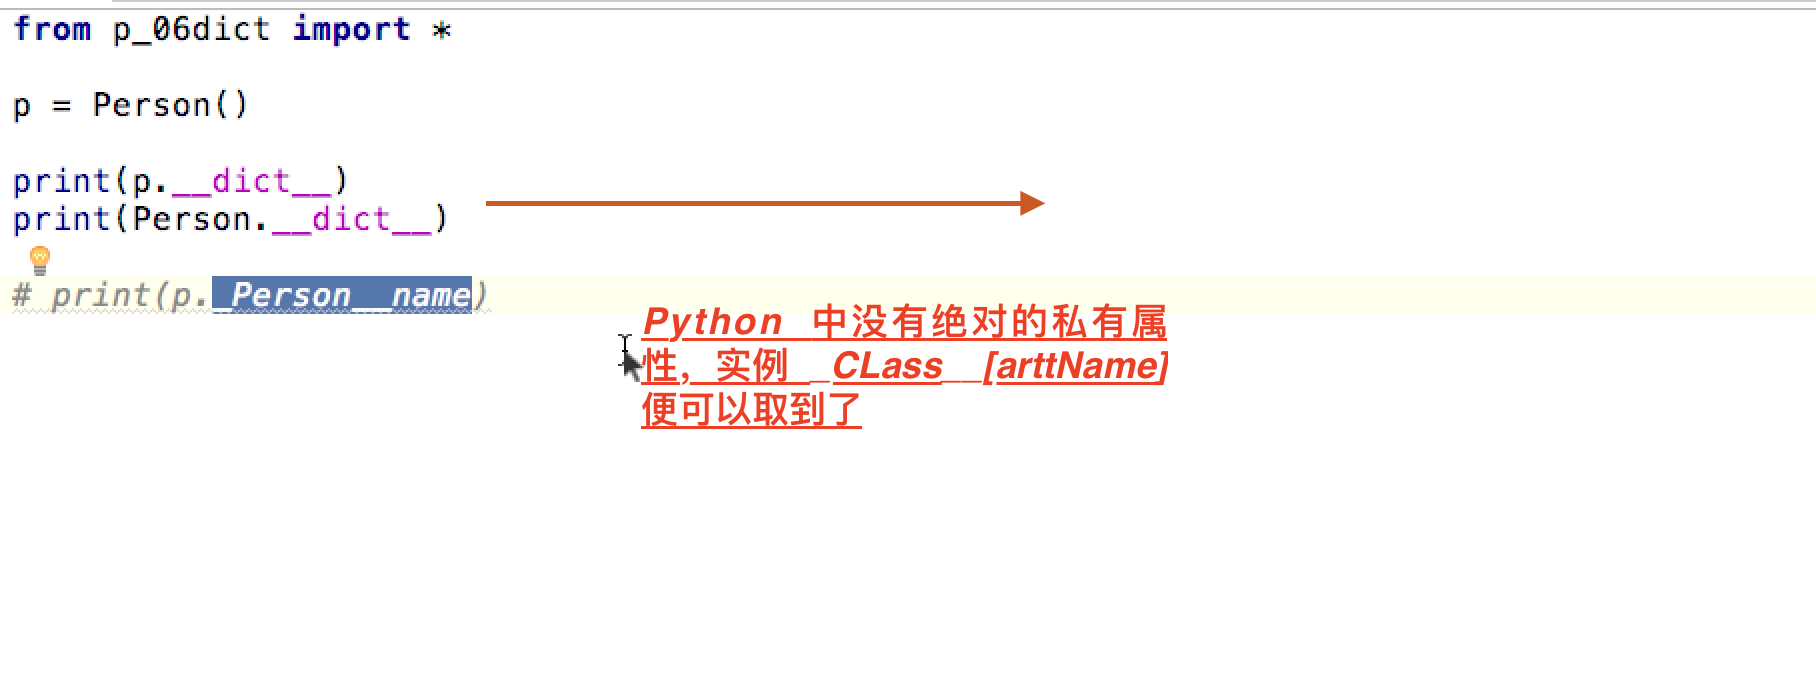 from p_06dict import *
p = Person()
print(p.__dict__)
print(Person.__dict__)
# print(p._Person__name)
Python 中没有绝对的私有属
性，实例 _CLass__[arttName]
便可以取到了